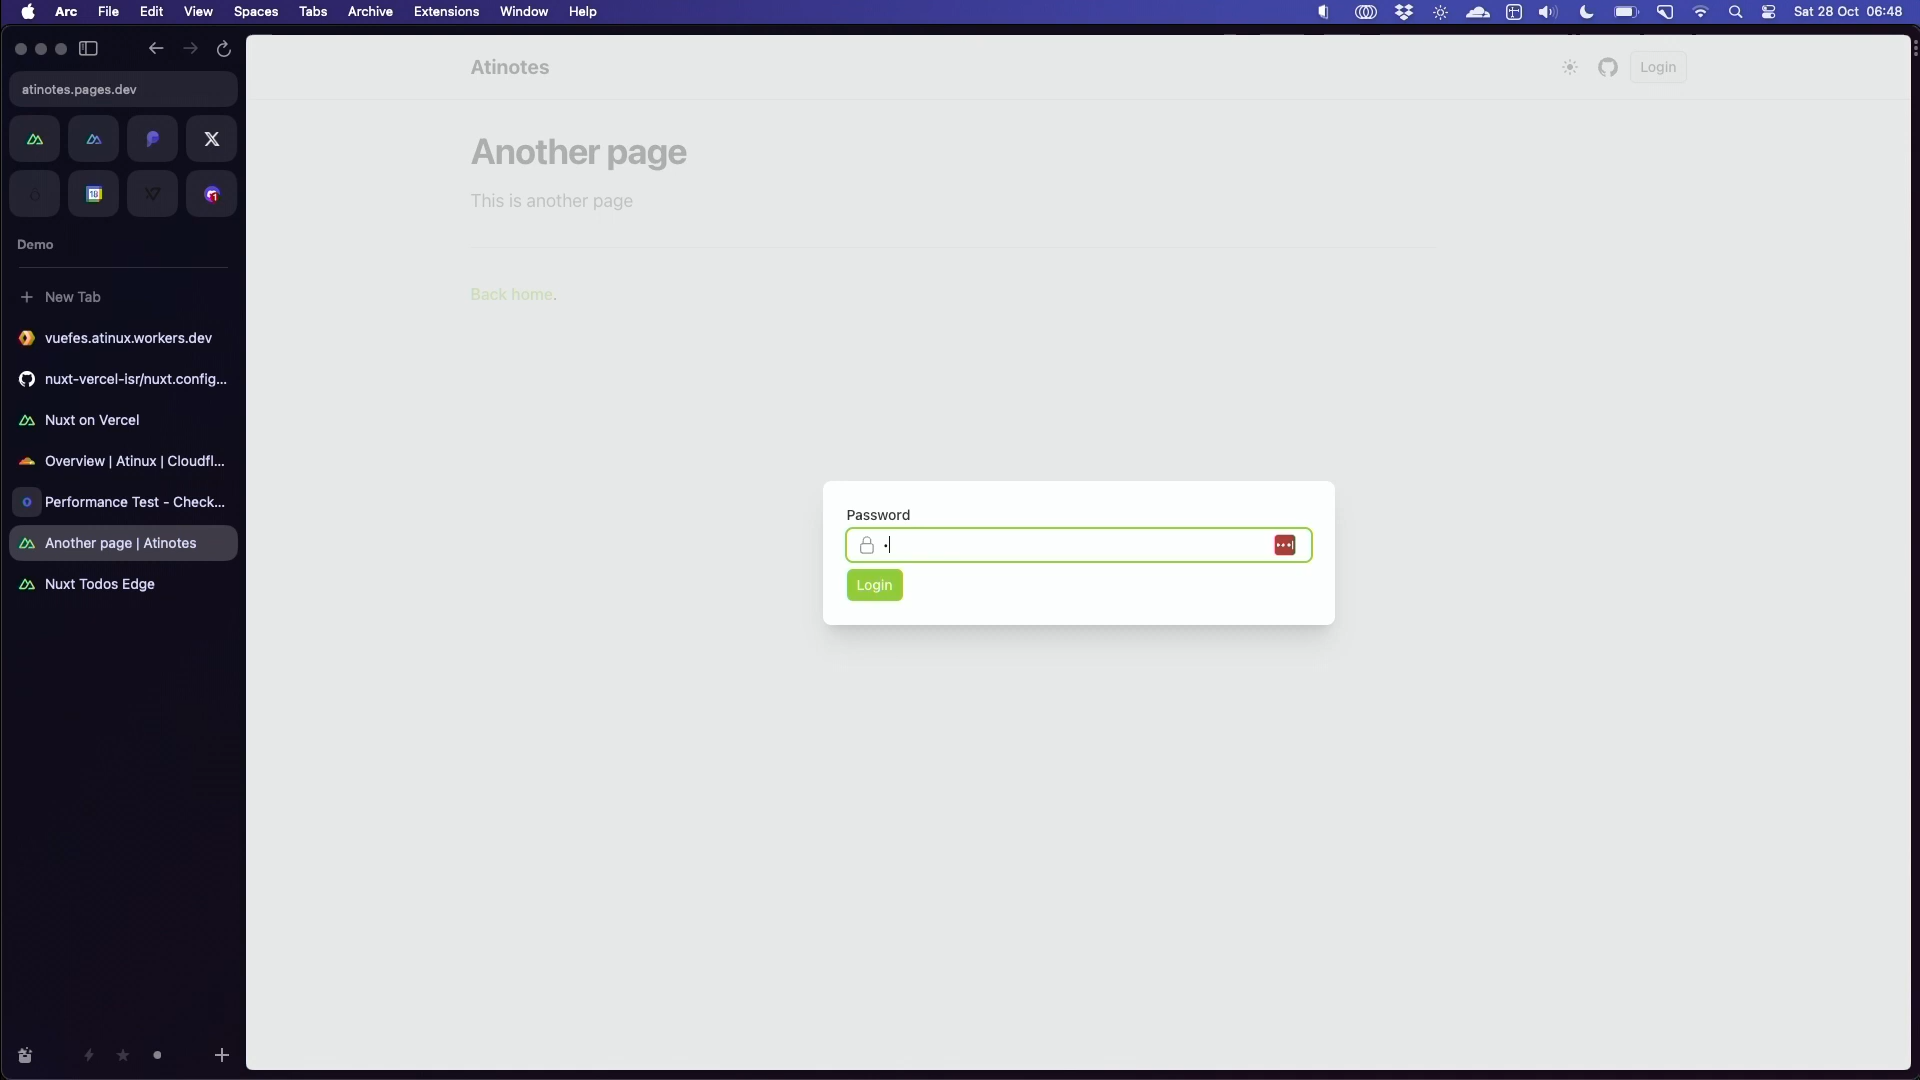 Arc File Edit View Spaces Tabs Archive Extensions Window Help Sat 28 Oct 06:48
atinotes.pages.dev
Demo
New Tab
vuefes.atinux.workers.dev
nuxt-vercel-isr/nuxt.config...
Nuxt on Vercel
Overview | Atinux | Cloudfl...
Performance Test - Check...
Another page | Atinotes
Nuxt Todos Edge
Atinotes
Login
Another page
This is another page
Back home.
Password
Login